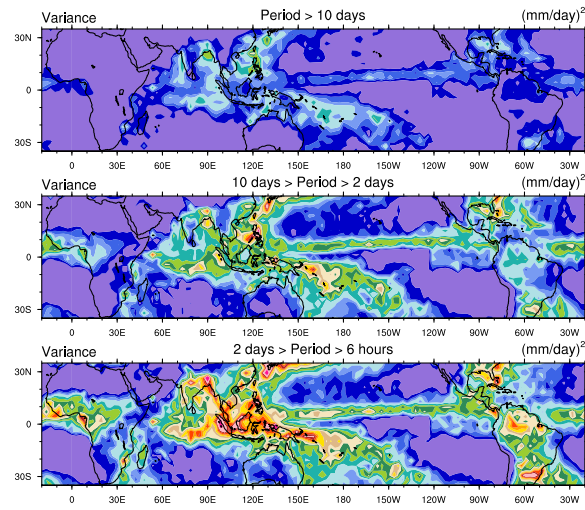 Variance Period > 10 days (mm/day)²
30N
0
30S
0 30E 60E 90E 120E 150E 180 150W 120W 90W 60W 30W
Variance 10 days > Period > 2 days (mm/day)²
30N
0
30S
0 30E 60E 90E 120E 150E 180 150W 120W 90W 60W 30W
Variance 2 days > Period > 6 hours (mm/day)²
30N
0
30S
0 30E 60E 90E 120E 150E 180 150W 120W 90W 60W 30W